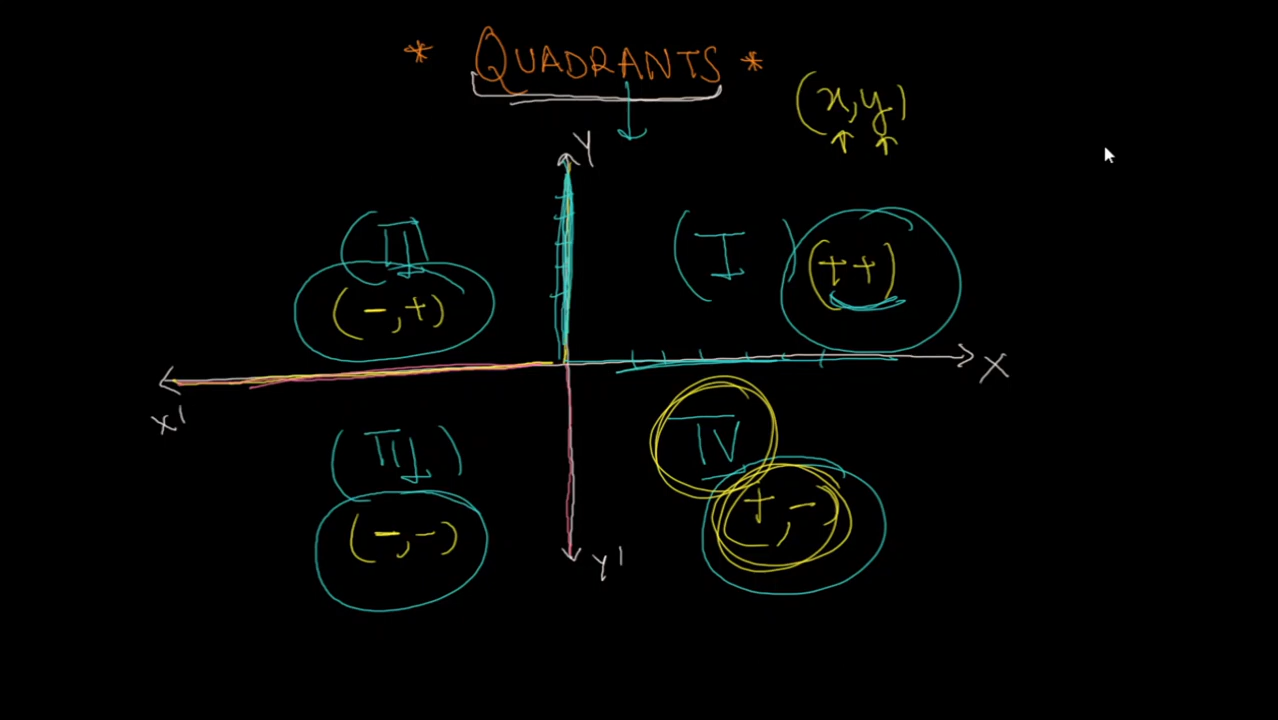 * QUADRANTS *
(x,y)
Y
(II) (I) (++)
(-,+)
X
X'
(III) IV
(-,-) +,-
Y'